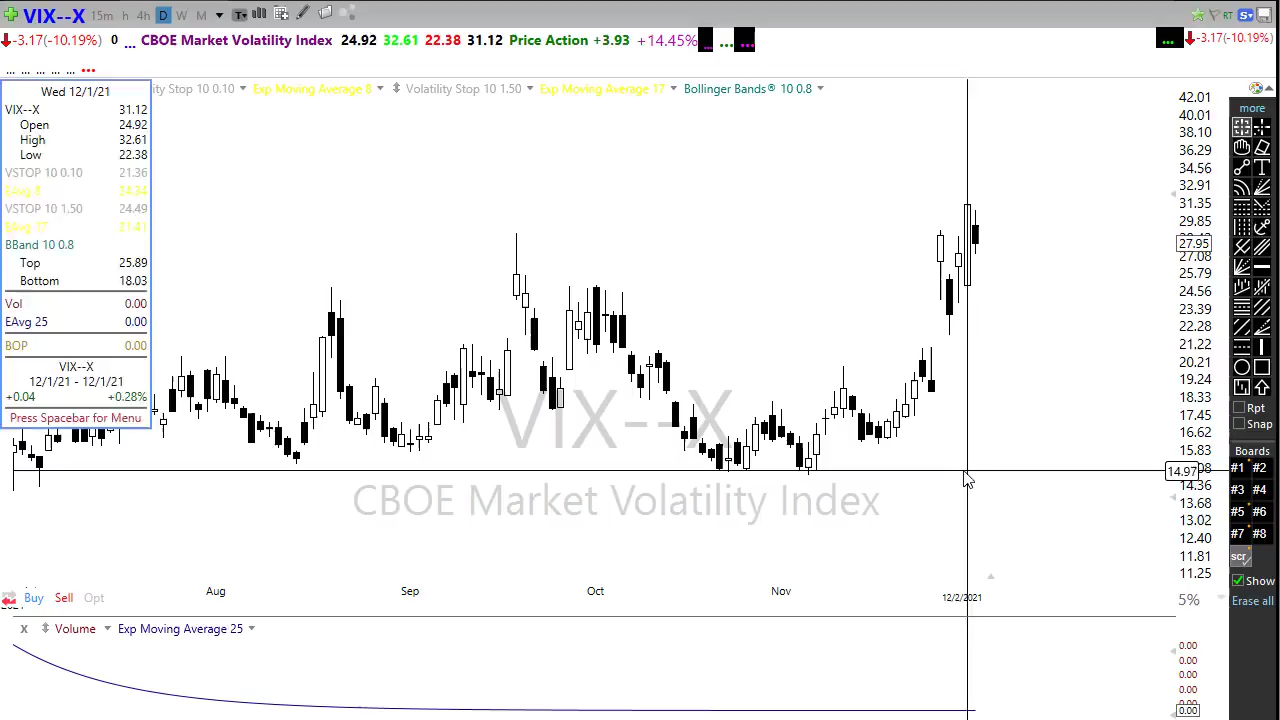 VIX--X 15m h 4h D W M T RT S
-3.17(-10.19%) 0 ... CBOE Market Volatility Index 24.92 32.61 22.38 31.12 Price Action +3.93 +14.45% ... ... ... ... -3.17(-10.19%)
... ... ... ... ... ...
Wed 12/1/21
VIX--X 31.12
Open 24.92
High 32.61
Low 22.38
VSTOP 10 0.10 21.36
EAvg 8 24.34
VSTOP 10 1.50 24.49
EAvg 17 21.41
BBand 10 0.8
Top 25.89
Bottom 18.03
Vol 0.00
EAvg 25 0.00
BOP 0.00
VIX--X
12/1/21 - 12/1/21
+0.04 +0.28%
Press Spacebar for Menu
ity Stop 10 0.10 Exp Moving Average 8 Volatility Stop 10 1.50 Exp Moving Average 17 Bollinger Bands® 10 0.8
42.01
40.01
38.10
36.29
34.56
32.91
31.35
29.85
27.95
27.08
25.79
24.56
23.39
22.28
21.22
20.21
19.24
18.33
17.45
16.62
15.83
14.97
14.36
13.68
13.02
12.40
11.81
11.25
5%
VIX--X
CBOE Market Volatility Index
Aug Sep Oct Nov 12/2/2021
Buy Sell Opt
X Volume Exp Moving Average 25
0.00
0.00
0.00
0.00
0.00
more
T
Rpt
Snap
Boards
#1 #2
#3 #4
#5 #6
#7 #8
scr
Show
Erase all